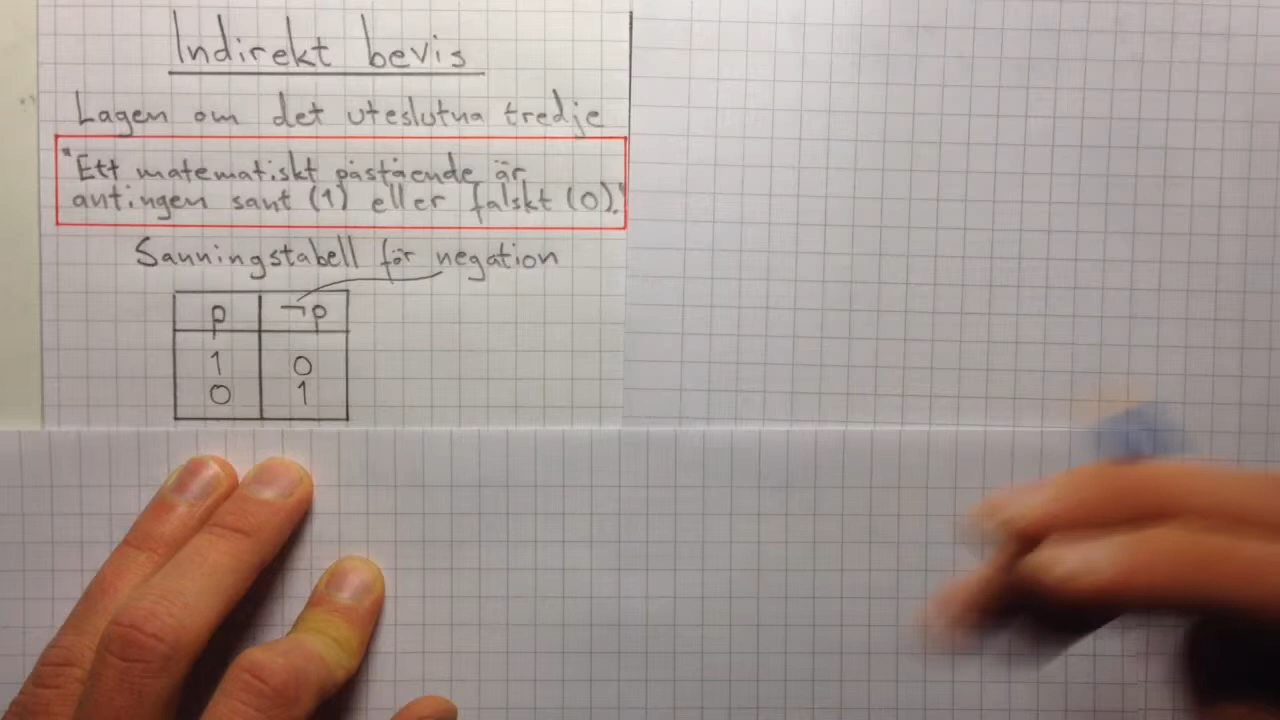 Indirekt bevis
Lagen om det uteslutna tredje
"Ett matematiskt påstående är
antingen sant (1) eller falskt (0)."
Sanningstabell för negation
p ¬p
1 0
0 1